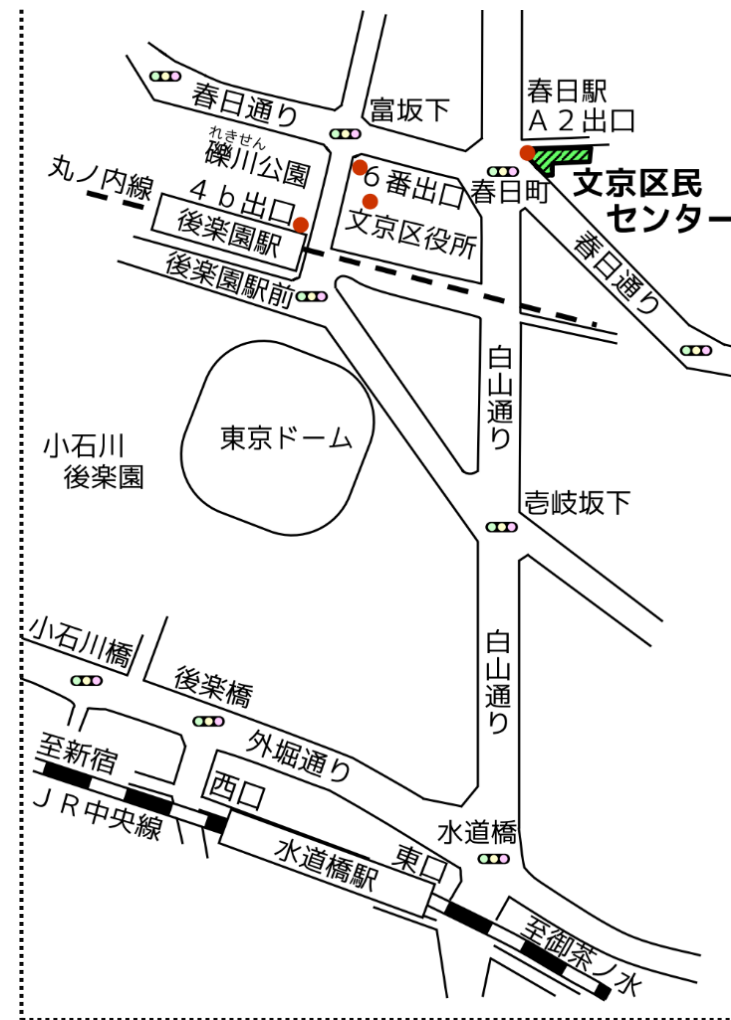 春日駅
Ａ２出口
春日通り
富坂下
れきせん
礫川公園
丸ノ内線
４ｂ出口
６番出口
春日町
文京区民
センター
後楽園駅
文京区役所
春日通り
後楽園駅前
白山通り
東京ドーム
小石川
後楽園
壱岐坂下
小石川橋
白山通り
後楽橋
外堀通り
至新宿
西口
ＪＲ中央線
水道橋
水道橋駅
東口
至御茶ノ水